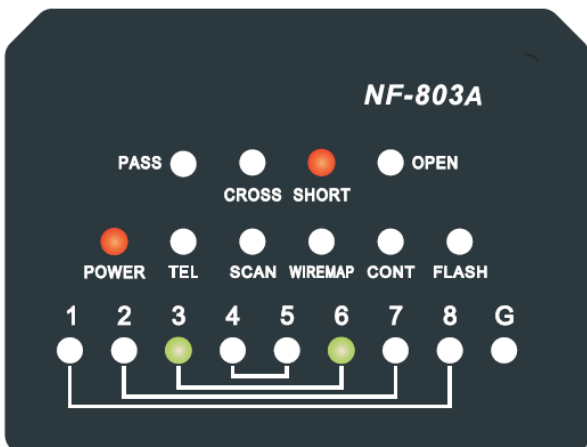 NF-803A
PASS OPEN
CROSS SHORT
POWER TEL SCAN WIREMAP CONT FLASH
1 2 3 4 5 6 7 8 G